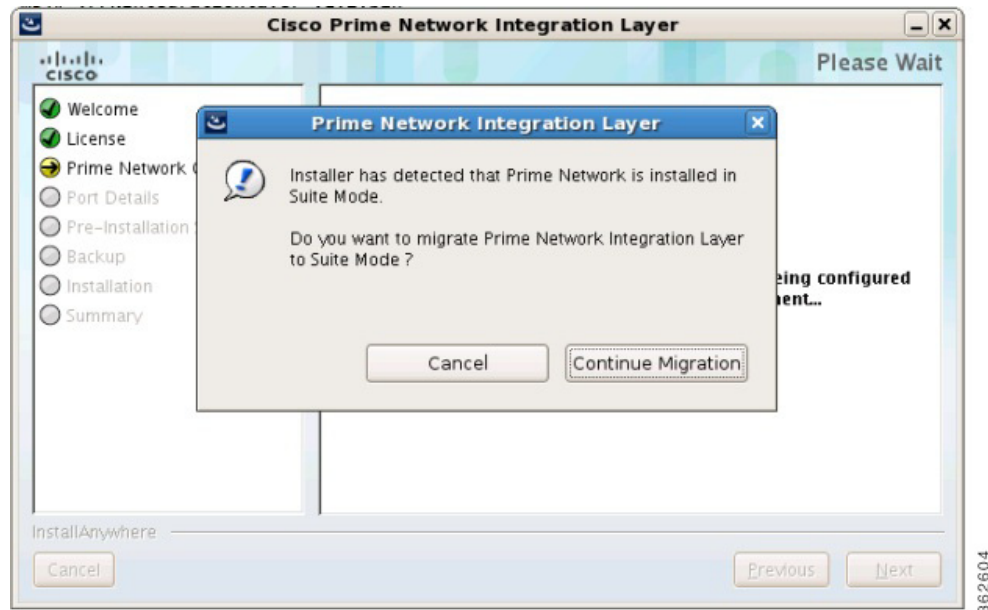 Cisco Prime Network Integration Layer
CISCO
Please Wait
Welcome
License
Prime Network
Port Details
Pre-Installation
Backup
Installation
Summary
Prime Network Integration Layer
Installer has detected that Prime Network is installed in
Suite Mode.
Do you want to migrate Prime Network Integration Layer
to Suite Mode ?
Cancel
Continue Migration
eing configured
ent...
InstallAnywhere
Cancel
Previous
Next
362604